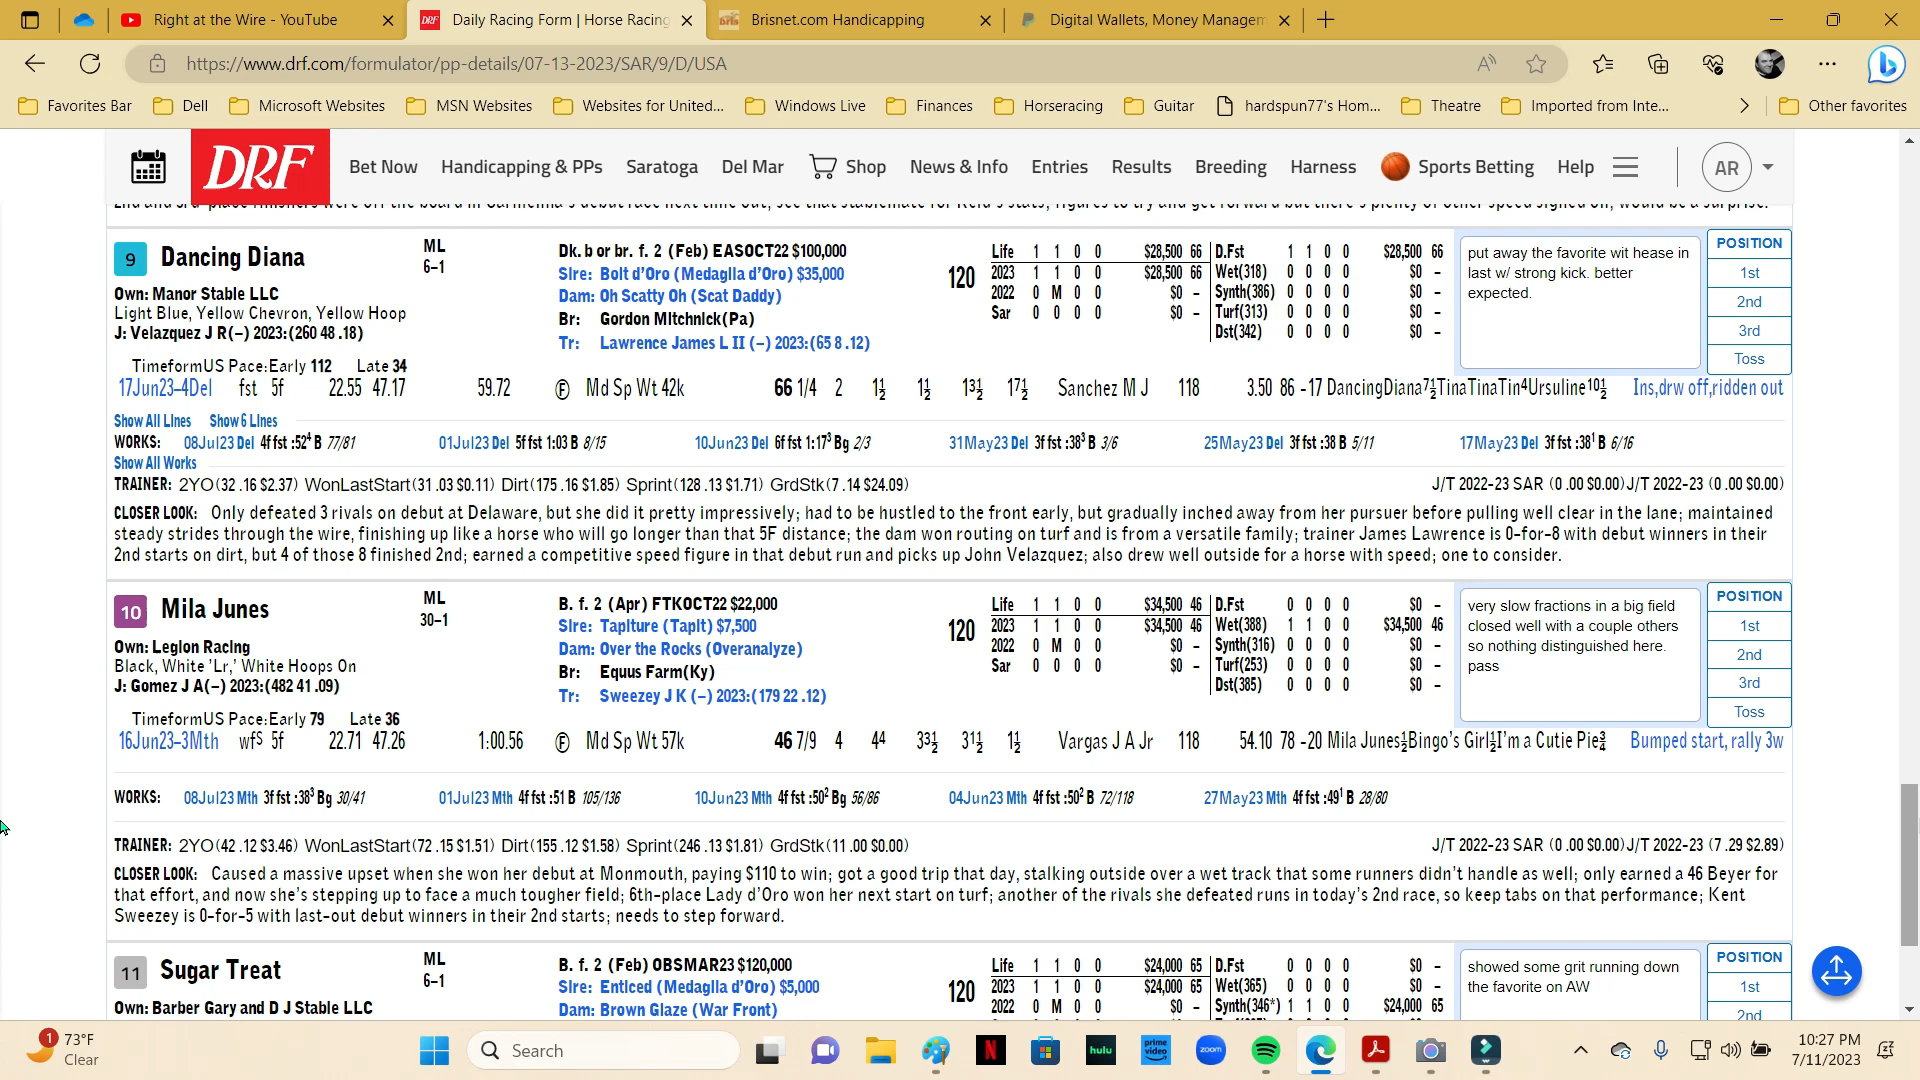 Right at the Wire - YouTube
Daily Racing Form | Horse Racing
Brisnet.com Handicapping
Digital Wallets, Money Managem
https://www.drf.com/formulator/pp-details/07-13-2023/SAR/9/D/USA
Favorites Bar Dell Microsoft Websites MSN Websites Websites for United... Windows Live Finances Horseracing Guitar hardspun77's Hom... Theatre Imported from Inte... Other favorites
DRF Bet Now Handicapping & PPs Saratoga Del Mar Shop News & Info Entries Results Breeding Harness Sports Betting Help AR
9 Dancing Diana
ML
6-1
Own: Manor Stable LLC
Light Blue, Yellow Chevron, Yellow Hoop
J: Velazquez J R(-) 2023:(260 48 .18)
Dk. b or br. f. 2 (Feb) EASOCT22 $100,000
Sire: Bolt d'Oro (Medaglia d'Oro) $35,000
Dam: Oh Scatty Oh (Scat Daddy)
Br: Gordon Mitchnick(Pa)
Tr: Lawrence James L II (-) 2023:(65 8 .12)
120
Life 1 1 0 0 $28,500 66
2023 1 1 0 0 $28,500 66
2022 0 M 0 0 $0 -
Sar 0 0 0 0 $0 -
D.Fst 1 1 0 0 $28,500 66
Wet(318) 0 0 0 0 $0 -
Synth(386) 0 0 0 0 $0 -
Turf(313) 0 0 0 0 $0 -
Dst(342) 0 0 0 0 $0 -
put away the favorite wit hease in
last w/ strong kick. better
expected.
POSITION
1st
2nd
3rd
Toss
TimeformUS Pace:Early 112 Late 34
17Jun23-4Del fst 5f 22.55 47.17 59.72 Ⓕ Md Sp Wt 42k 66 1/4 2 1½ 1½ 13½ 17½ Sanchez M J 118 3.50 86 -17 DancingDiana7½TinaTinaTin4Ursuline10½ Ins,drw off,ridden out
Show All Lines Show 6 Lines
WORKS: 08Jul23 Del 4f fst :52⁴ B 77/81 01Jul23 Del 5f fst 1:03 B 8/15 10Jun23 Del 6f fst 1:17³ Bg 2/3 31May23 Del 3f fst :38³ B 3/6 25May23 Del 3f fst :38 B 5/11 17May23 Del 3f fst :38¹ B 6/16
Show All Works
TRAINER: 2YO(32 .16 $2.37) WonLastStart(31 .03 $0.11) Dirt(175 .16 $1.85) Sprint(128 .13 $1.71) GrdStk(7 .14 $24.09) J/T 2022-23 SAR (0 .00 $0.00) J/T 2022-23 (0 .00 $0.00)
CLOSER LOOK: Only defeated 3 rivals on debut at Delaware, but she did it pretty impressively; had to be hustled to the front early, but gradually inched away from her pursuer before pulling well clear in the lane; maintained
steady strides through the wire, finishing up like a horse who will go longer than that 5F distance; the dam won routing on turf and is from a versatile family; trainer James Lawrence is 0-for-8 with debut winners in their
2nd starts on dirt, but 4 of those 8 finished 2nd; earned a competitive speed figure in that debut run and picks up John Velazquez; also drew well outside for a horse with speed; one to consider.
10 Mila Junes
ML
30-1
Own: Legion Racing
Black, White 'Lr,' White Hoops On
J: Gomez J A(-) 2023:(482 41 .09)
B. f. 2 (Apr) FTKOCT22 $22,000
Sire: Tapiture (Tapit) $7,500
Dam: Over the Rocks (Overanalyze)
Br: Equus Farm(Ky)
Tr: Sweezey J K (-) 2023:(179 22 .12)
120
Life 1 1 0 0 $34,500 46
2023 1 1 0 0 $34,500 46
2022 0 M 0 0 $0 -
Sar 0 0 0 0 $0 -
D.Fst 0 0 0 0 $0 -
Wet(388) 1 1 0 0 $34,500 46
Synth(316) 0 0 0 0 $0 -
Turf(253) 0 0 0 0 $0 -
Dst(385) 0 0 0 0 $0 -
very slow fractions in a big field
closed well with a couple others
so nothing distinguished here.
pass
POSITION
1st
2nd
3rd
Toss
TimeformUS Pace:Early 79 Late 36
16Jun23-3Mth wfS 5f 22.71 47.26 1:00.56 Ⓕ Md Sp Wt 57k 46 7/9 4 4⁴ 33½ 31½ 1½ Vargas J A Jr 118 54.10 78 -20 Mila Junes½Bingo's Girl½I'm a Cutie Pie¾ Bumped start, rally 3w
WORKS: 08Jul23 Mth 3f fst :38³ Bg 30/41 01Jul23 Mth 4f fst :51 B 105/136 10Jun23 Mth 4f fst :50² Bg 56/86 04Jun23 Mth 4f fst :50² B 72/118 27May23 Mth 4f fst :49¹ B 28/80
TRAINER: 2YO(42 .12 $3.46) WonLastStart(72 .15 $1.51) Dirt(155 .12 $1.58) Sprint(246 .13 $1.81) GrdStk(11 .00 $0.00) J/T 2022-23 SAR (0 .00 $0.00) J/T 2022-23 (7 .29 $2.89)
CLOSER LOOK: Caused a massive upset when she won her debut at Monmouth, paying $110 to win; got a good trip that day, stalking outside over a wet track that some runners didn't handle as well; only earned a 46 Beyer for
that effort, and now she's stepping up to face a much tougher field; 6th-place Lady d'Oro won her next start on turf; another of the rivals she defeated runs in today's 2nd race, so keep tabs on that performance; Kent
Sweezey is 0-for-5 with last-out debut winners in their 2nd starts; needs to step forward.
11 Sugar Treat
ML
6-1
Own: Barber Gary and D J Stable LLC
B. f. 2 (Feb) OBSMAR23 $120,000
Sire: Enticed (Medaglia d'Oro) $5,000
Dam: Brown Glaze (War Front)
120
Life 1 1 0 0 $24,000 65
2023 1 1 0 0 $24,000 65
2022 0 M 0 0 $0 -
D.Fst 0 0 0 0 $0 -
Wet(365) 0 0 0 0 $0 -
Synth(346*) 1 1 0 0 $24,000 65
showed some grit running down
the favorite on AW
POSITION
1st
2nd
1
73°F
Clear
Search
hulu
prime video
zoom
10:27 PM
7/11/2023